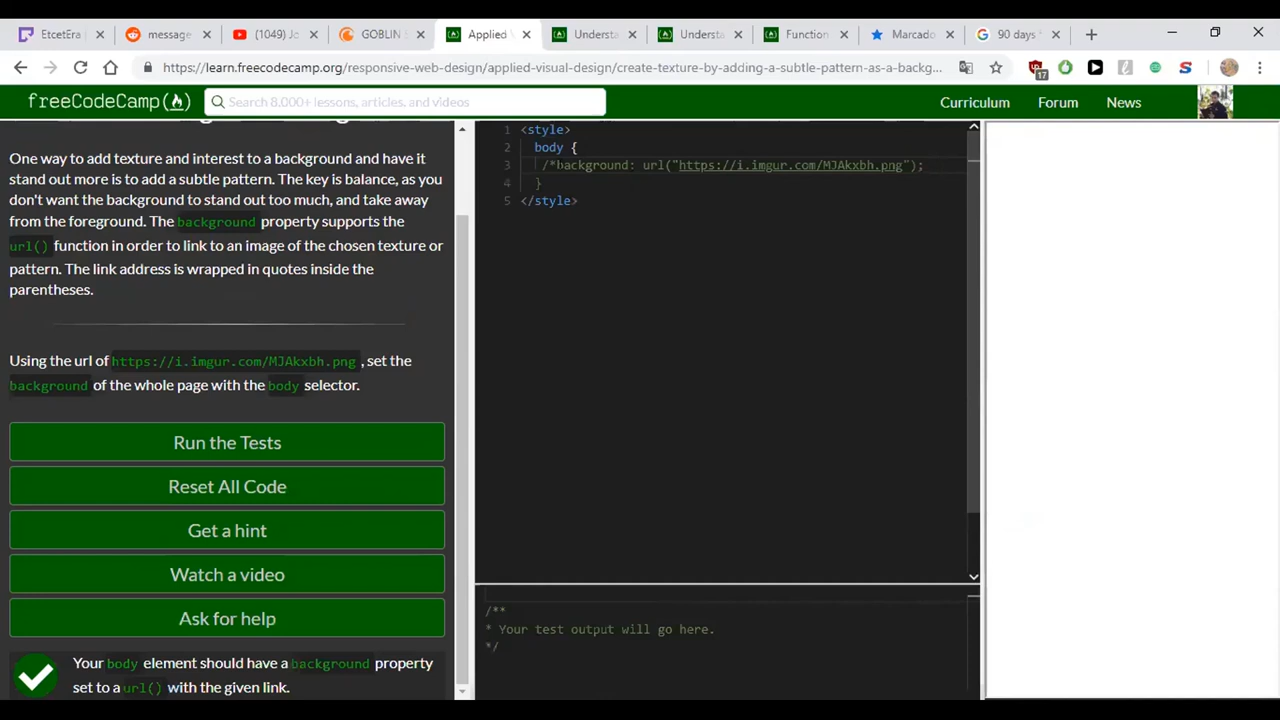 EtcetEra
message
(1049) Jo
GOBLIN
Applied V
Understa
Understa
Function
Marcado
90 days
https://learn.freecodecamp.org/responsive-web-design/applied-visual-design/create-texture-by-adding-a-subtle-pattern-as-a-backg...
17
freeCodeCamp
Search 8,000+ lessons, articles, and videos
Curriculum
Forum
News
One way to add texture and interest to a background and have it
stand out more is to add a subtle pattern. The key is balance, as you
don't want the background to stand out too much, and take away
from the foreground. The background property supports the
url() function in order to link to an image of the chosen texture or
pattern. The link address is wrapped in quotes inside the
parentheses.
Using the url of https://i.imgur.com/MJAkxbh.png , set the
background of the whole page with the body selector.
Run the Tests
Reset All Code
Get a hint
Watch a video
Ask for help
Your body element should have a background property
set to a url() with the given link.
1 <style>
2 body {
3 /*background: url("https://i.imgur.com/MJAkxbh.png");
4 }
5 </style>
/**
* Your test output will go here.
*/